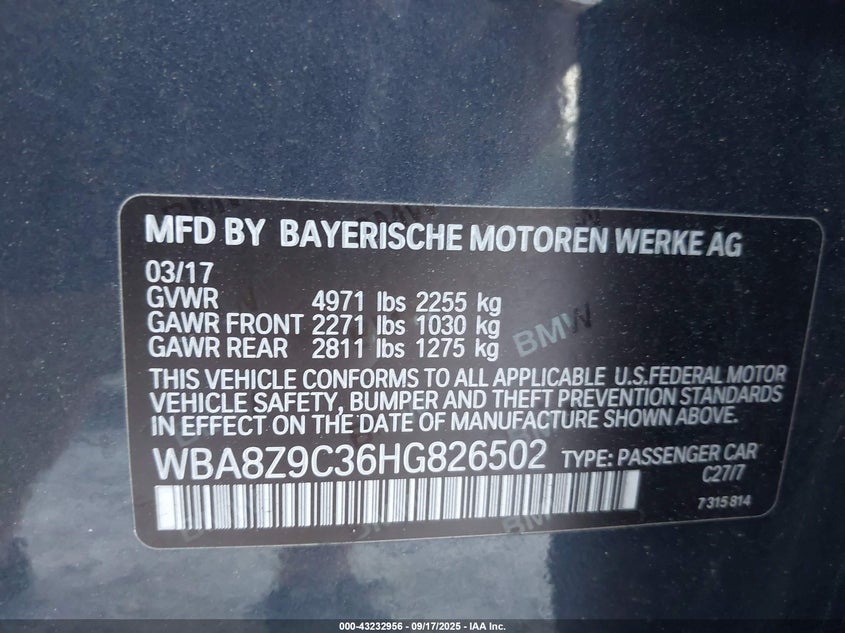 MFD BY BAYERISCHE MOTOREN WERKE AG
03/17
GVWR 4971 lbs 2255 kg
GAWR FRONT 2271 lbs 1030 kg
GAWR REAR 2811 lbs 1275 kg
BMW
THIS VEHICLE CONFORMS TO ALL APPLICABLE U.S.FEDERAL MOTOR
VEHICLE SAFETY, BUMPER AND THEFT PREVENTION STANDARDS
IN EFFECT ON THE DATE OF MANUFACTURE SHOWN ABOVE.
WBA8Z9C36HG826502 TYPE: PASSENGER CAR
C27/7
7 315 814
000-43232956 - 09/17/2025 - IAA Inc.